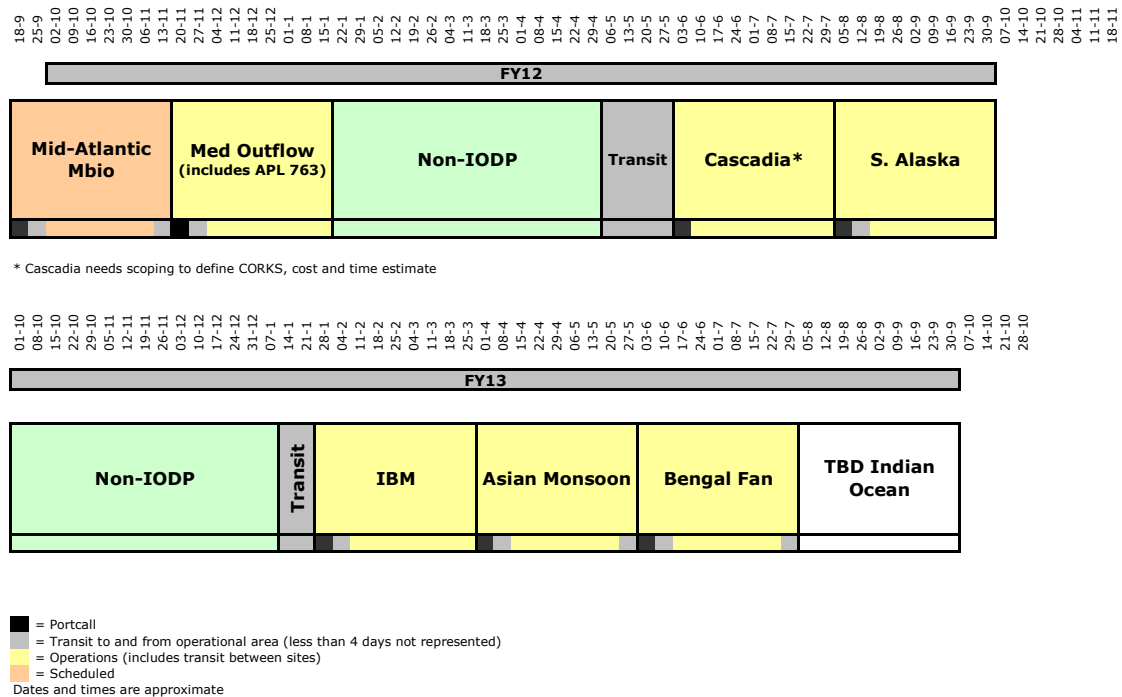 18-9 25-9 02-10 09-10 16-10 23-10 30-10 06-11 13-11 20-11 27-11 04-12 11-12 18-12 25-12 01-1 08-1 15-1 22-1 29-1 05-2 12-2 19-2 26-2 04-3 11-3 18-3 25-3 01-4 08-4 15-4 22-4 29-4 06-5 13-5 20-5 27-5 03-6 10-6 17-6 24-6 01-7 08-7 15-7 22-7 29-7 05-8 12-8 19-8 26-8 02-9 09-9 16-9 23-9 30-9 07-10 14-10 21-10 28-10 04-11 11-11 18-11
FY12
Mid-Atlantic
Mbio
Med Outflow
(includes APL 763)
Non-IODP
Transit
Cascadia*
S. Alaska
* Cascadia needs scoping to define CORKS, cost and time estimate
01-10 08-10 15-10 22-10 29-10 05-11 12-11 19-11 26-11 03-12 10-12 17-12 24-12 31-12 07-1 14-1 21-1 28-1 04-2 11-2 18-2 25-2 04-3 11-3 18-3 25-3 01-4 08-4 15-4 22-4 29-4 06-5 13-5 20-5 27-5 03-6 10-6 17-6 24-6 01-7 08-7 15-7 22-7 29-7 05-8 12-8 19-8 26-8 02-9 09-9 16-9 23-9 30-9 07-10 14-10 21-10 28-10
FY13
Non-IODP
Transit
IBM
Asian Monsoon
Bengal Fan
TBD Indian
Ocean
= Portcall
= Transit to and from operational area (less than 4 days not represented)
= Operations (includes transit between sites)
= Scheduled
Dates and times are approximate